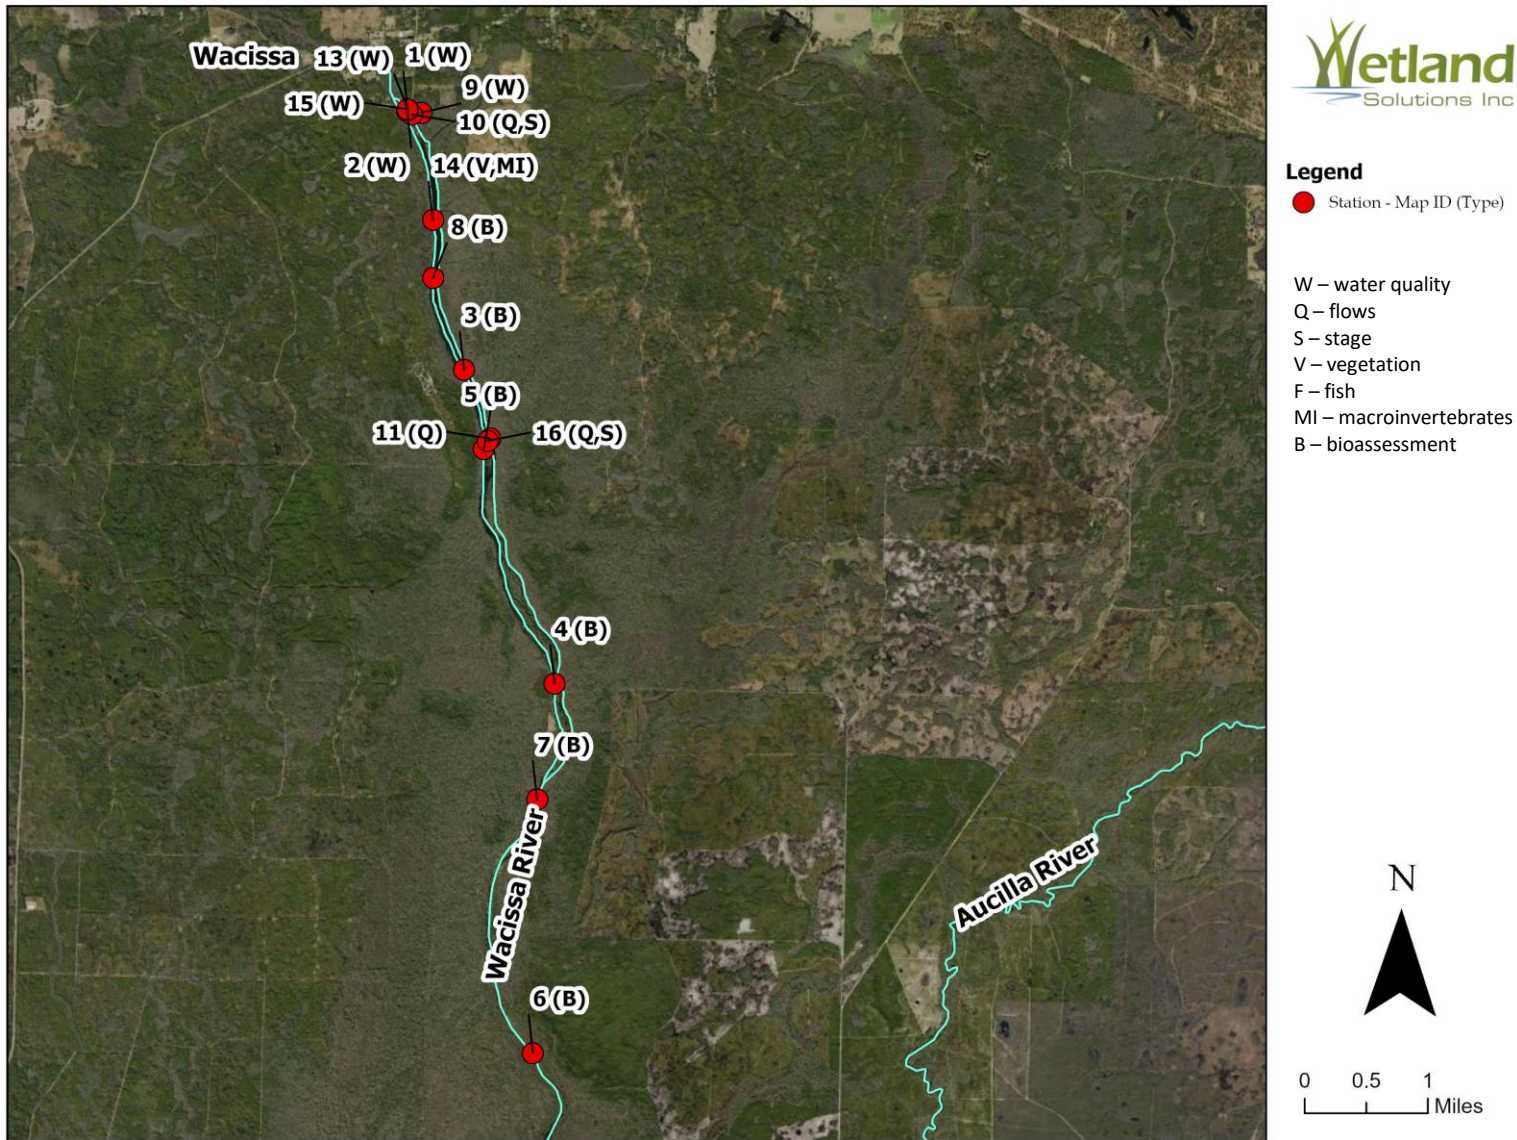 Wacissa
13 (W)
1 (W)
15 (W)
9 (W)
10 (Q,S)
2 (W)
14 (V,MI)
8 (B)
3 (B)
5 (B)
11 (Q)
16 (Q,S)
4 (B)
7 (B)
Wacissa River
Aucilla River
6 (B)
Wetland
Solutions Inc
Legend
Station - Map ID (Type)
W – water quality
Q – flows
S – stage
V – vegetation
F – fish
MI – macroinvertebrates
B – bioassessment
N
0 0.5 1
Miles